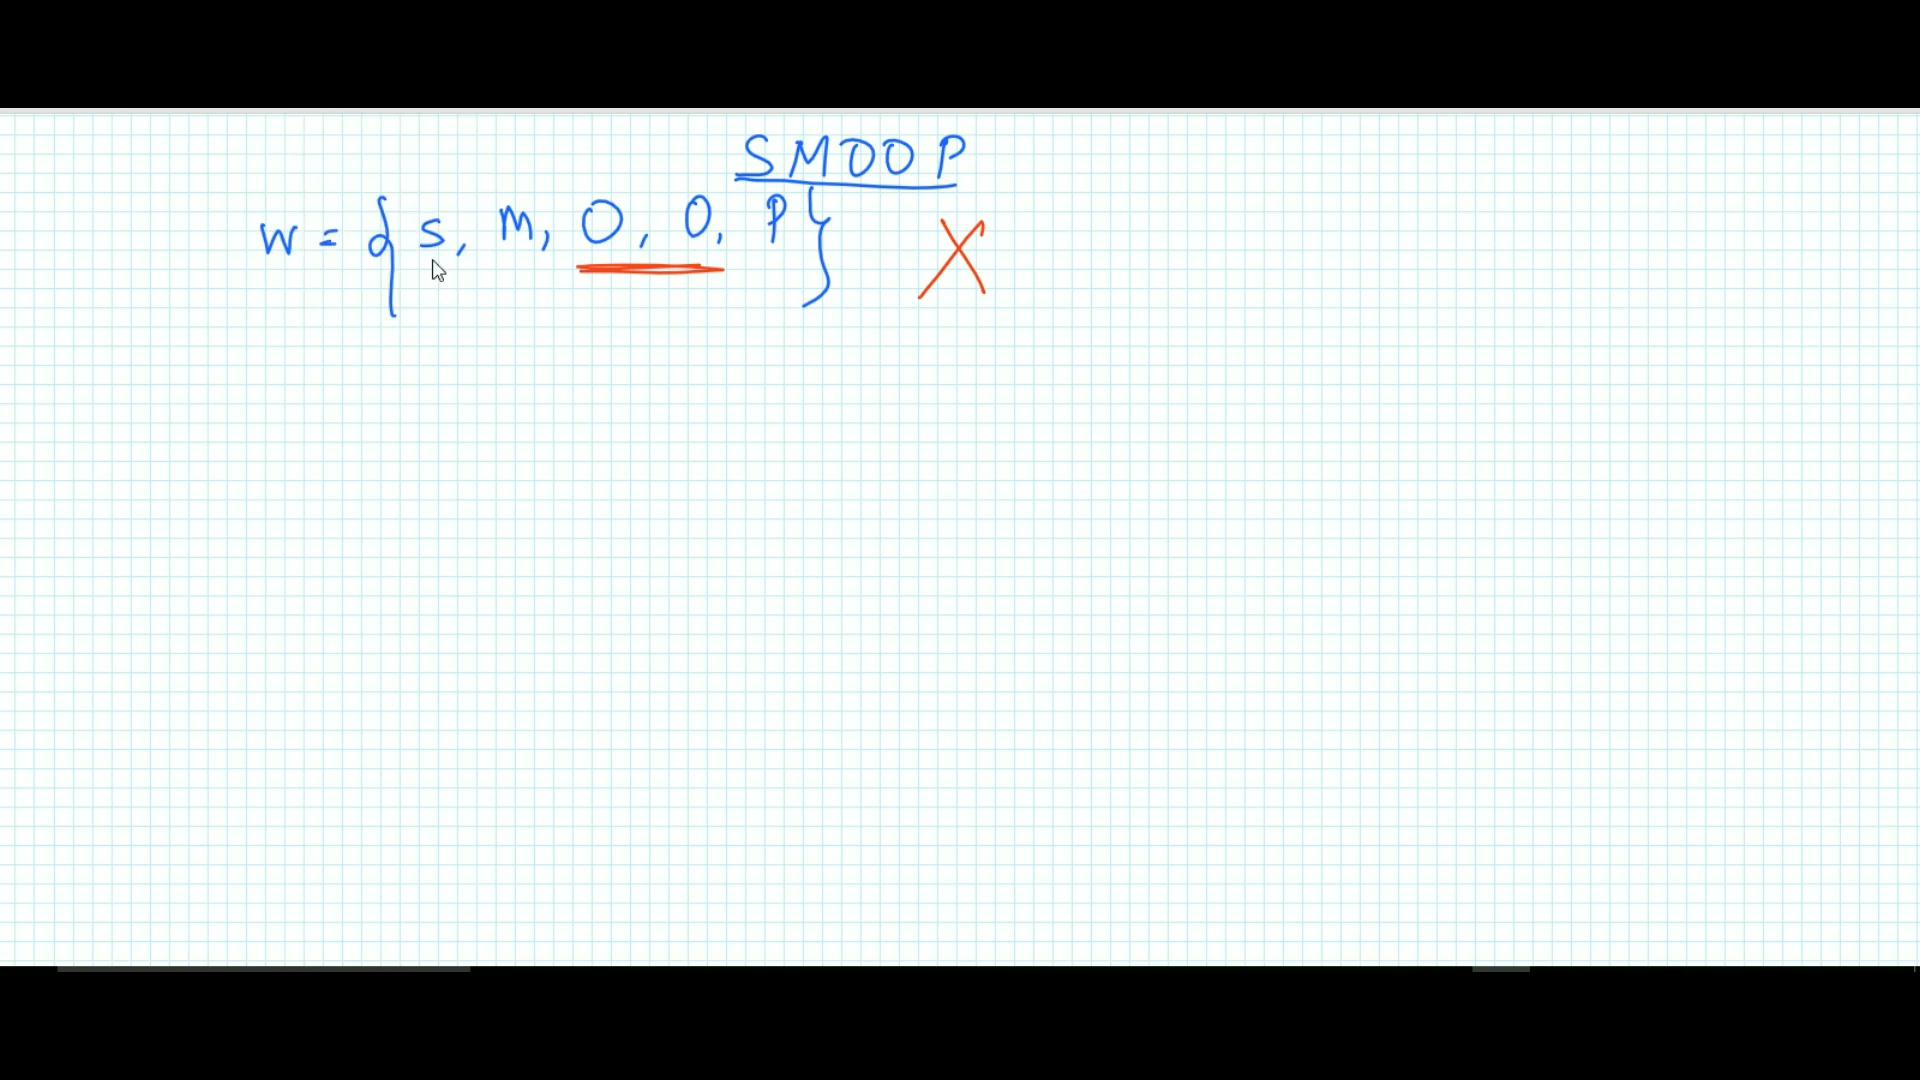 SMOOP
W = { S, M, O, O, P } X